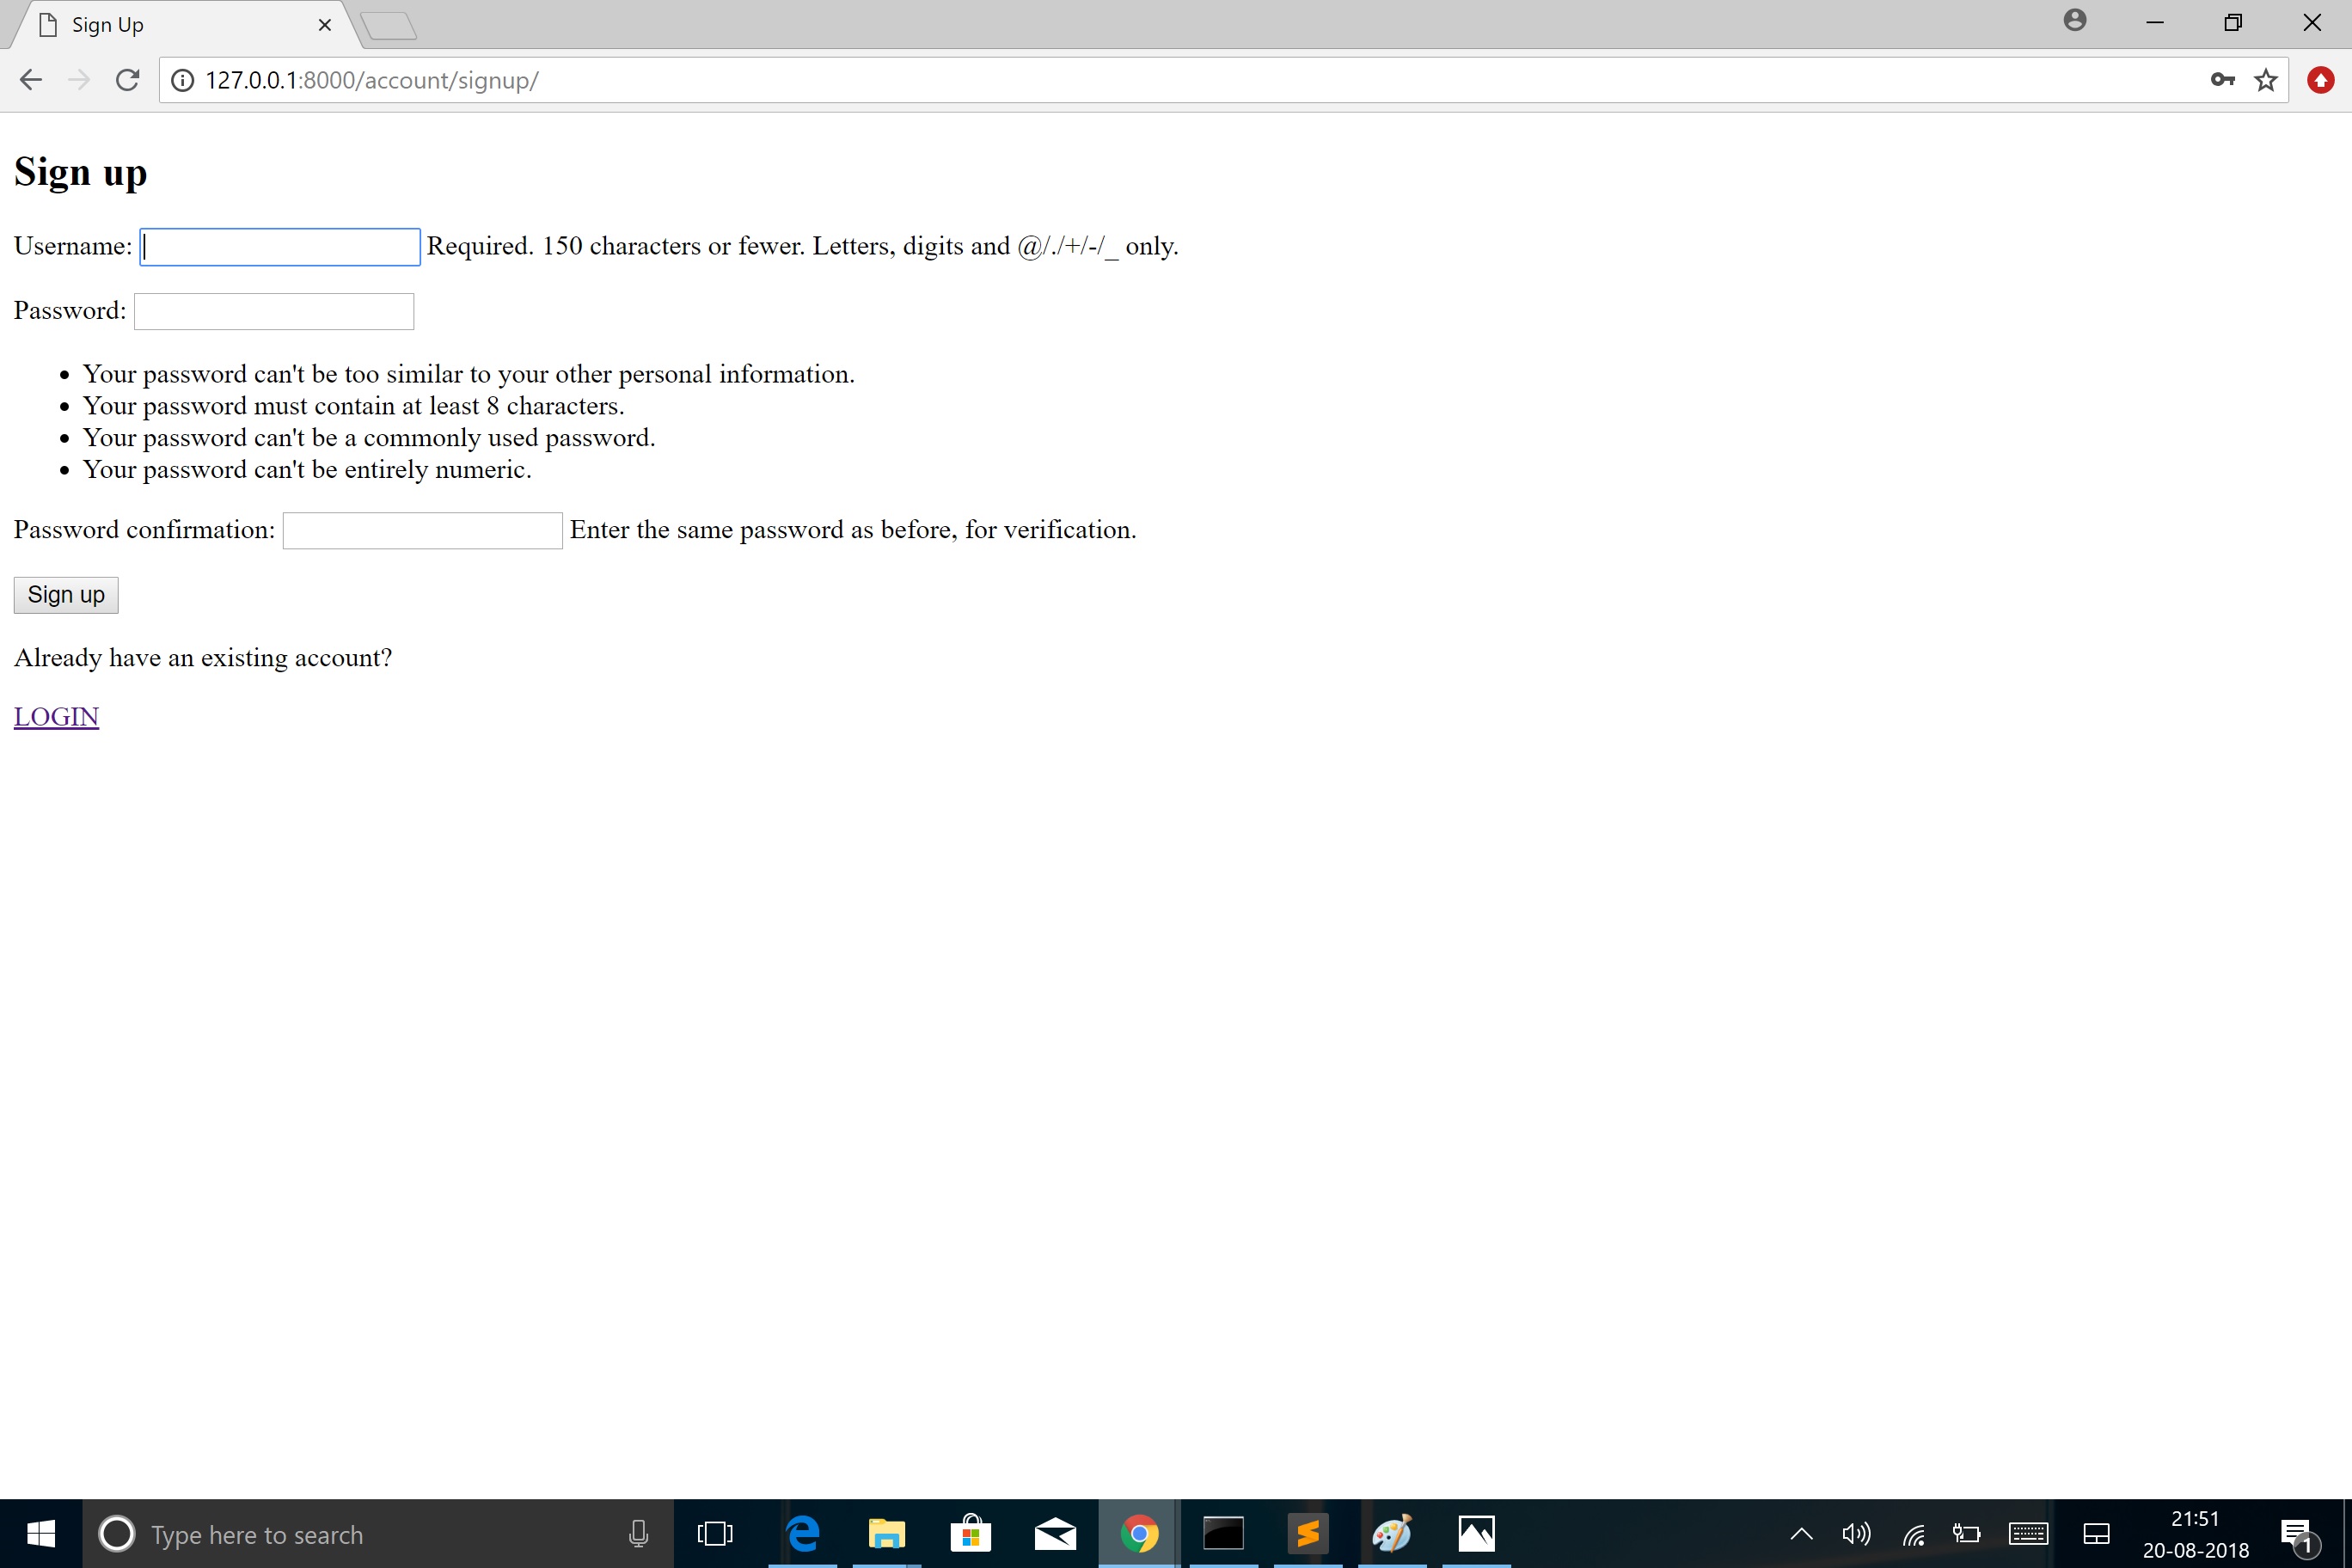 Sign Up
127.0.0.1:8000/account/signup/
Sign up
Username: Required. 150 characters or fewer. Letters, digits and @/./+/-/_ only.
Password:
• Your password can't be too similar to your other personal information.
• Your password must contain at least 8 characters.
• Your password can't be a commonly used password.
• Your password can't be entirely numeric.
Password confirmation: Enter the same password as before, for verification.
Sign up
Already have an existing account?
LOGIN
Type here to search
21:51
20-08-2018
1